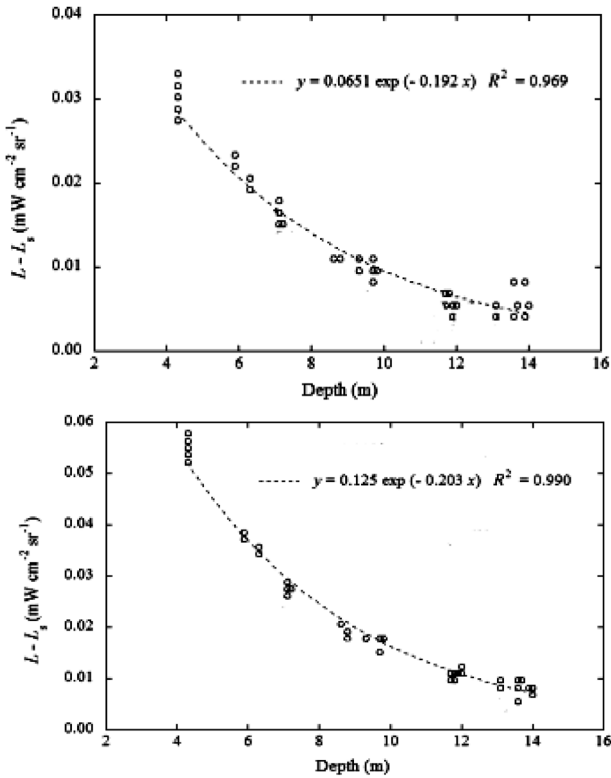 0.04
y = 0.0651 exp (- 0.192 x) R² = 0.969
0.03
0.02
0.01
0.00
L - Ls (mW cm⁻² sr⁻¹)
2 4 6 8 10 12 14 16
Depth (m)
0.06
0.05
y = 0.125 exp (- 0.203 x) R² = 0.990
0.04
0.03
0.02
0.01
0.00
L - Ls (mW cm⁻² sr⁻¹)
2 4 6 8 10 12 14 16
Depth (m)